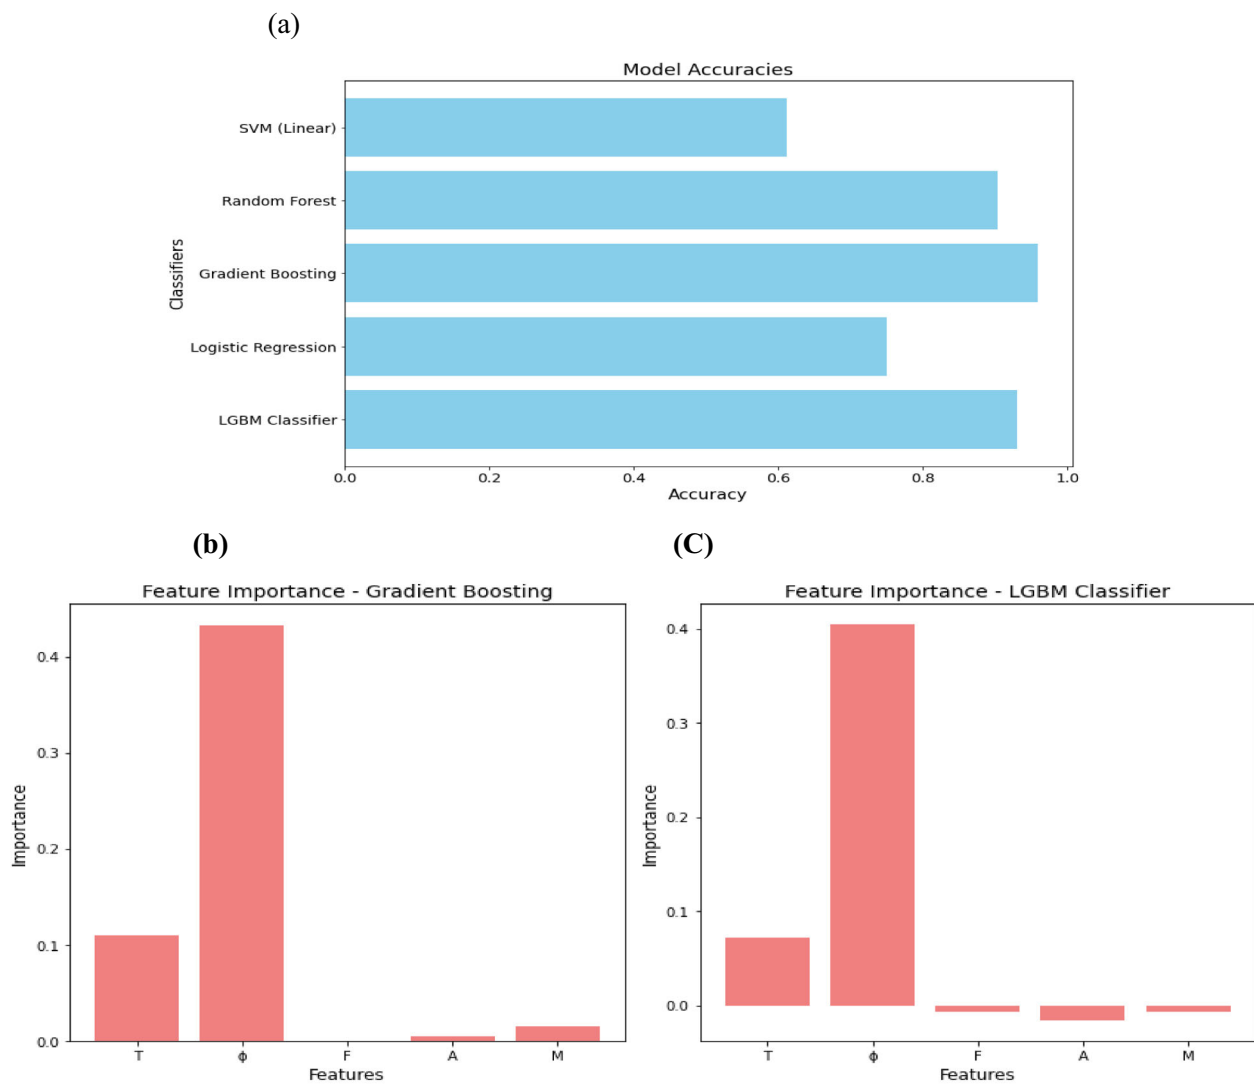 (a)
Model Accuracies
Classifiers
SVM (Linear)
Random Forest
Gradient Boosting
Logistic Regression
LGBM Classifier
0.0 0.2 0.4 0.6 0.8 1.0
Accuracy
(b)
Feature Importance - Gradient Boosting
Importance
0.4
0.3
0.2
0.1
0.0
T ϕ F A M
Features
(C)
Feature Importance - LGBM Classifier
Importance
0.4
0.3
0.2
0.1
0.0
T ϕ F A M
Features